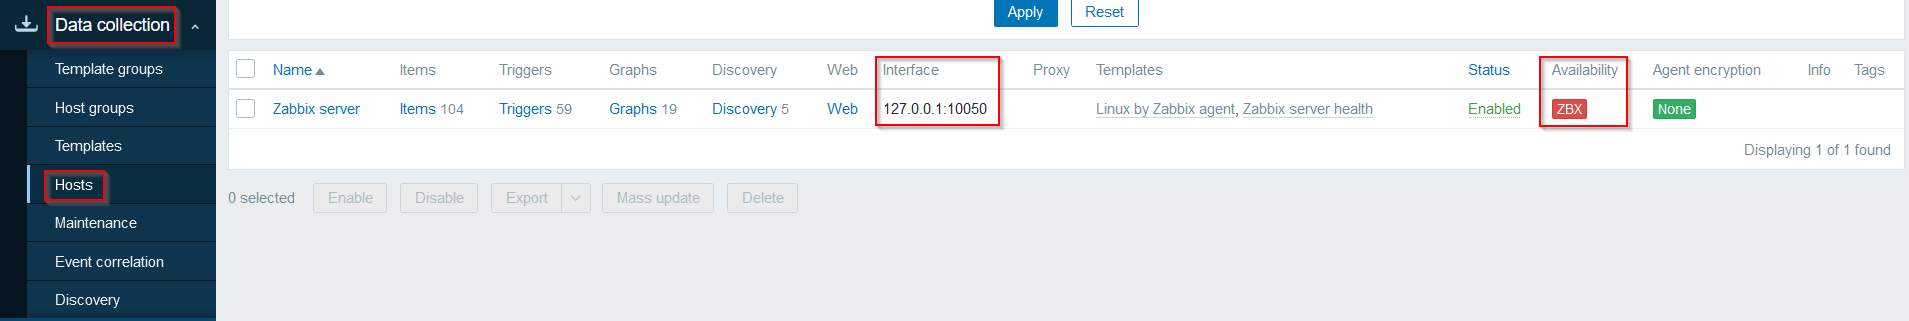 Data collection
Template groups
Host groups
Templates
Hosts
Maintenance
Event correlation
Discovery
Apply Reset
Name Items Triggers Graphs Discovery Web Interface Proxy Templates Status Availability Agent encryption Info Tags
Zabbix server Items 104 Triggers 59 Graphs 19 Discovery 5 Web 127.0.0.1:10050 Linux by Zabbix agent, Zabbix server health Enabled ZBX None
Displaying 1 of 1 found
0 selected Enable Disable Export Mass update Delete